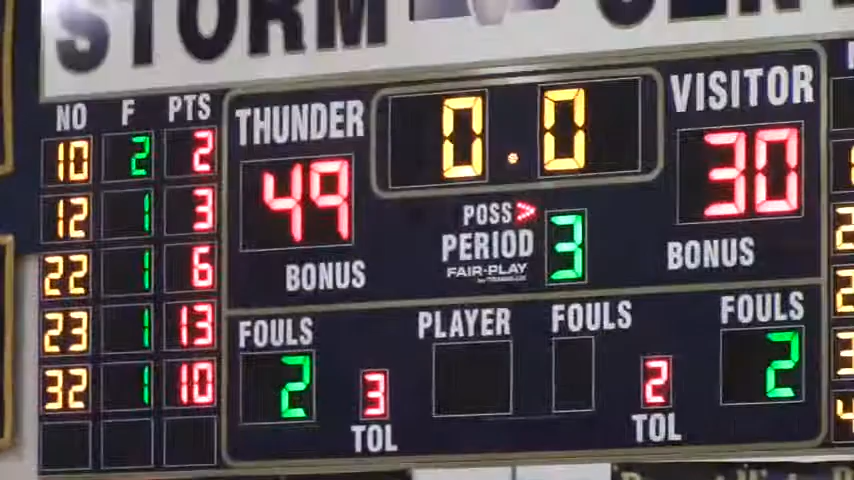 STORM CEN
NO F PTS
10 2 2
12 1 3
22 1 6
23 1 13
32 1 10
THUNDER
49
BONUS
0.0
POSS >
PERIOD 3
FAIR-PLAY
VISITOR
30
BONUS
FOULS
2
3
TOL
PLAYER
FOULS
2
TOL
FOULS
2